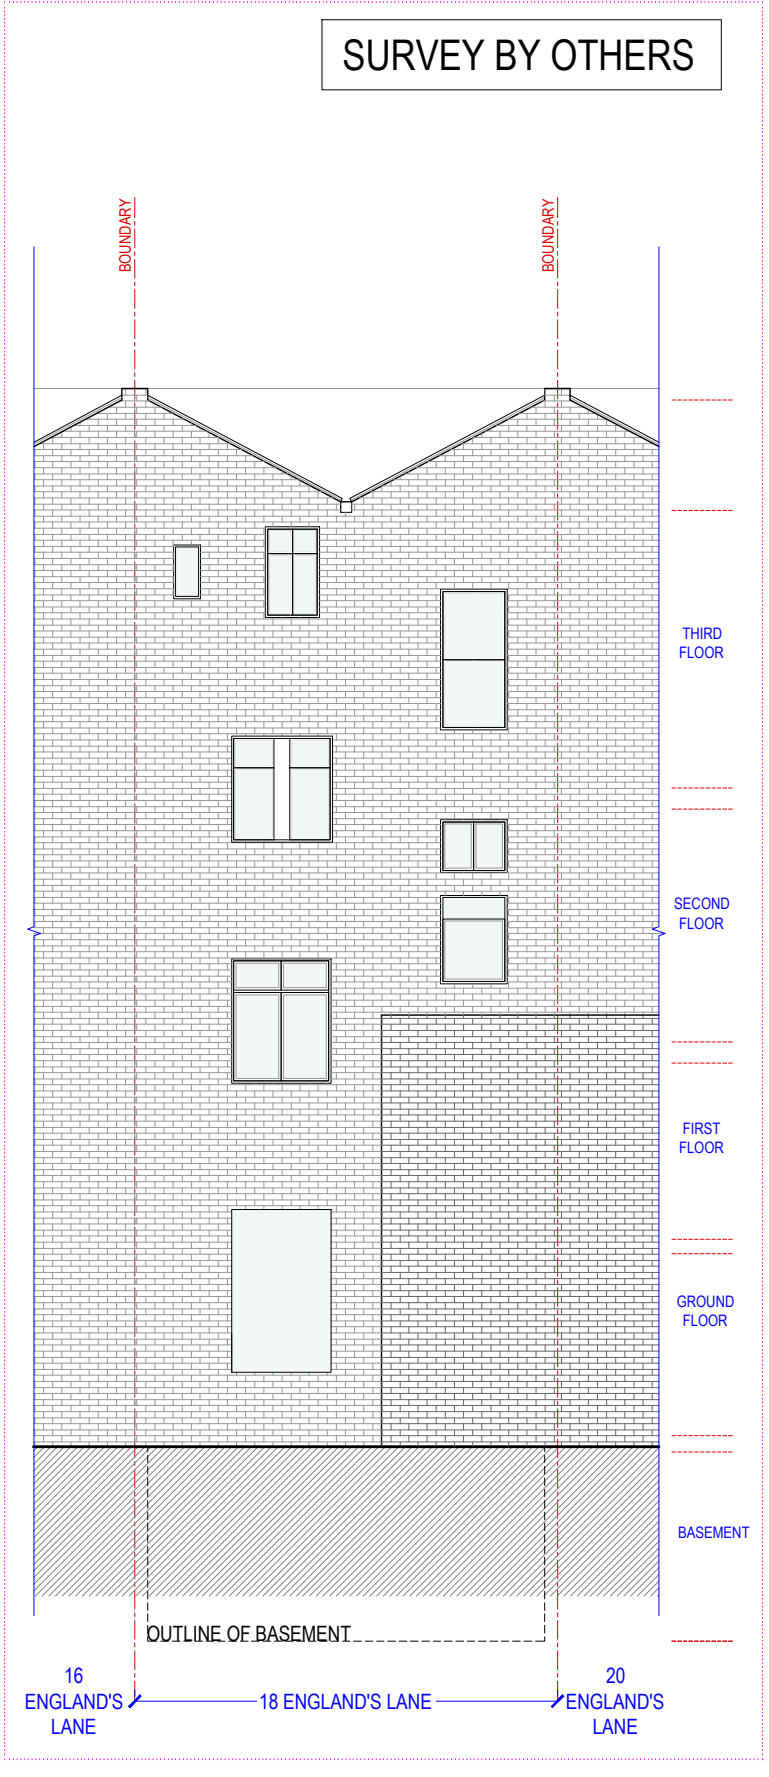 SURVEY BY OTHERS
BOUNDARY
BOUNDARY
THIRD
FLOOR
SECOND
FLOOR
FIRST
FLOOR
GROUND
FLOOR
BASEMENT
OUTLINE OF BASEMENT
16
ENGLAND'S
LANE
18 ENGLAND'S LANE
20
ENGLAND'S
LANE